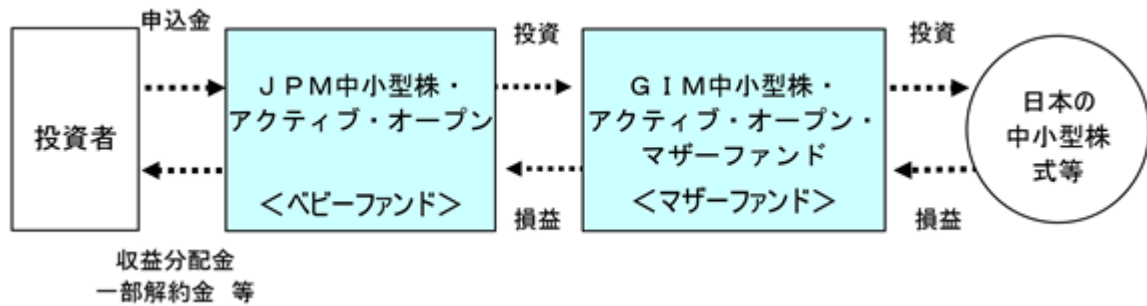 申込金
投資
投資
投資者
ＪＰＭ中小型株・
アクティブ・オープン
＜ベビーファンド＞
ＧＩＭ中小型株・
アクティブ・オープン・
マザーファンド
＜マザーファンド＞
日本の
中小型株
式等
損益
損益
収益分配金
一部解約金 等